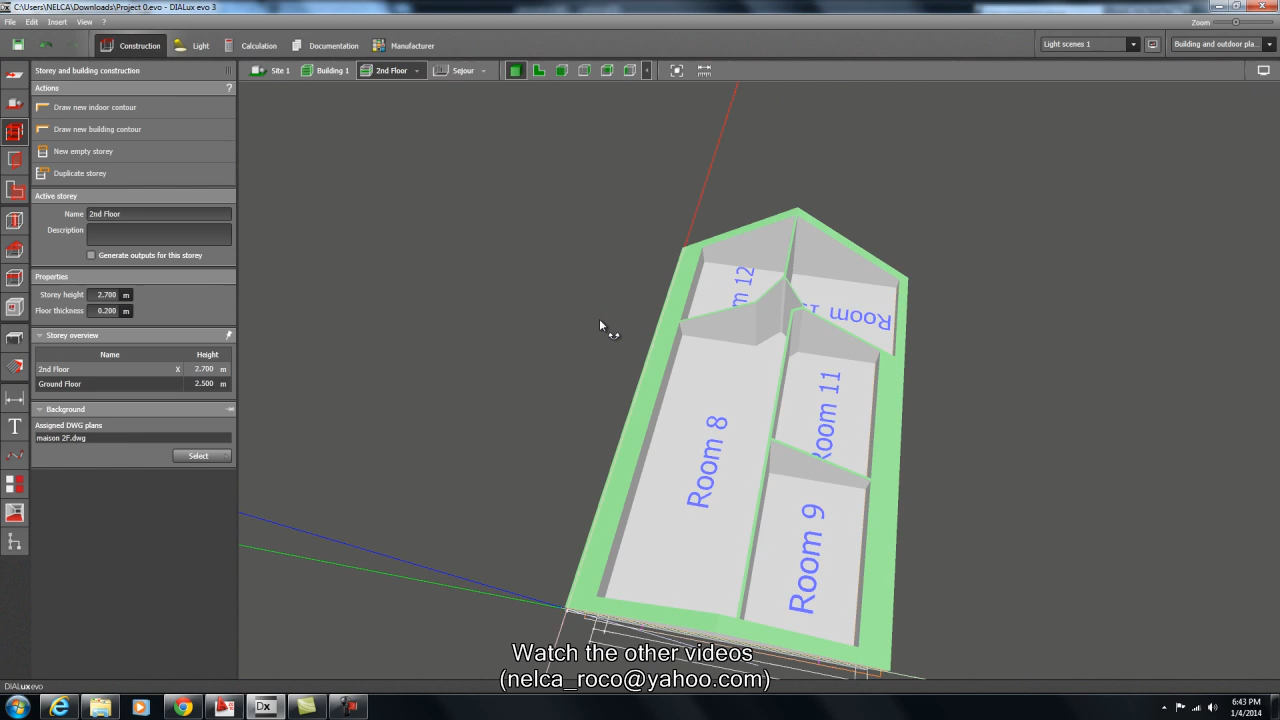 C:\Users\NELCA\Downloads\Project 0.evo - DIALux evo 3
File Edit Insert View ?
Zoom
Construction Light Calculation Documentation Manufacturer
Light scenes 1
Building and outdoor pla...
Storey and building construction
Site 1 Building 1 2nd Floor Sejour
Actions ?
Draw new indoor contour
Draw new building contour
New empty storey
Duplicate storey
Active storey
Name 2nd Floor
Description
Generate outputs for this storey
Properties
Storey height 2.700 m
Floor thickness 0.200 m
Storey overview
Name Height
2nd Floor X 2.700 m
Ground Floor 2.500 m
Background
Assigned DWG plans
maison 2F.dwg
Select
m 12
Room 1
Room 11
Room 8
Room 9
Watch the other videos
(nelca_roco@yahoo.com)
DIALux evo
6:43 PM
1/4/2014